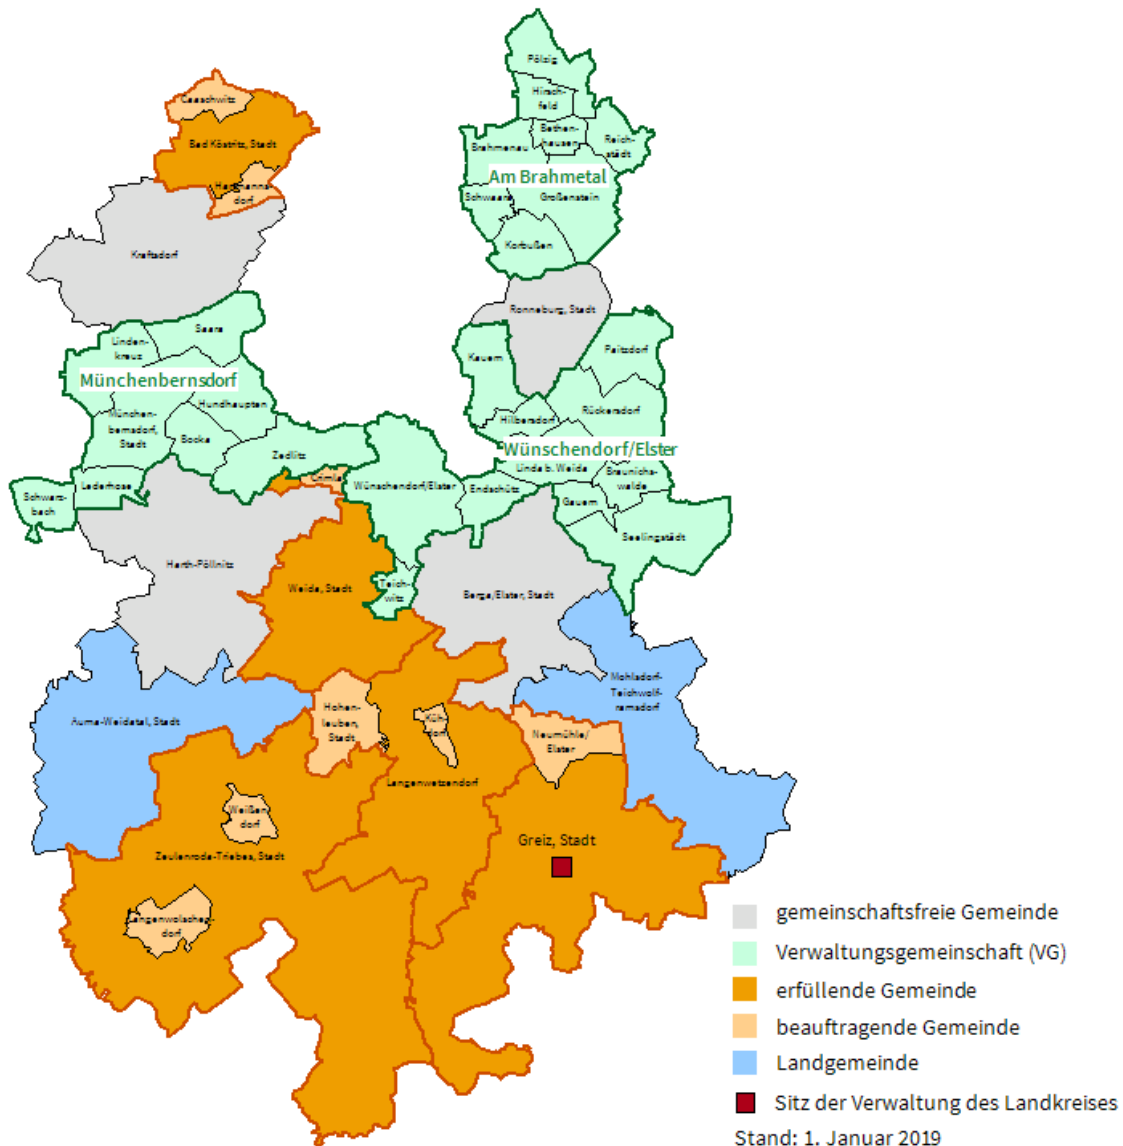 Pölzig
Hirsch-
feld
Caaschwitz
Bethen-
hausen
Reich-
städt
Brahmenau
Bad Köstritz, Stadt
Am Brahmetal
Hartmanns-
dorf
Schwaara
Großenstein
Korbußen
Kraftsdorf
Ronneburg, Stadt
Saara
Linden-
kreuz
Paitzdorf
Kauern
Münchenbernsdorf
Hundhaupten
Rückersdorf
München-
bernsdorf,
Stadt
Hilbersdorf
Bocka
Wünschendorf/Elster
Zedlitz
Linda b. Weida
Braunichs-
walde
Crimla
Lederhose
Wünschendorf/Elster
Endschütz
Schwarz-
bach
Gauern
Seelingstädt
Harth-Pöllnitz
Weida, Stadt
Teich-
witz
Berga/Elster, Stadt
Mohlsdorf-
Teichwolf-
ramsdorf
Auma-Weidatal, Stadt
Hohen-
leuben,
Stadt
Küh-
dorf
Neumühle/
Elster
Langenwetzendorf
Weißen-
dorf
Greiz, Stadt
Zeulenroda-Triebes, Stadt
Langenwolschen-
dorf
gemeinschaftsfreie Gemeinde
Verwaltungsgemeinschaft (VG)
erfüllende Gemeinde
beauftragende Gemeinde
Landgemeinde
Sitz der Verwaltung des Landkreises
Stand: 1. Januar 2019